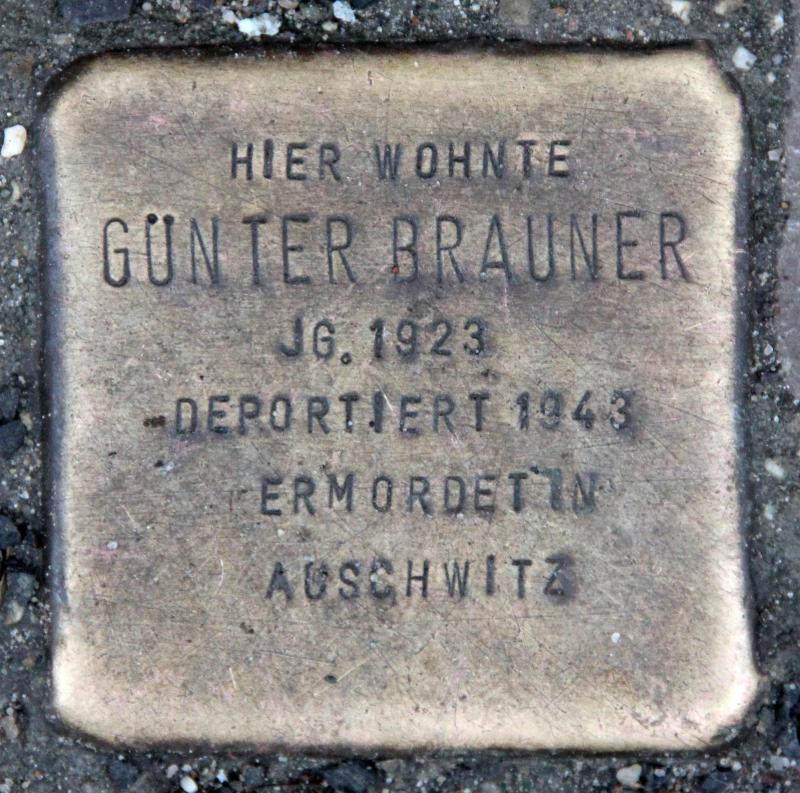 HIER WOHNTE
GÜNTER BRAUNER
JG. 1923
DEPORTIERT 1943
ERMORDET IN
AUSCHWITZ